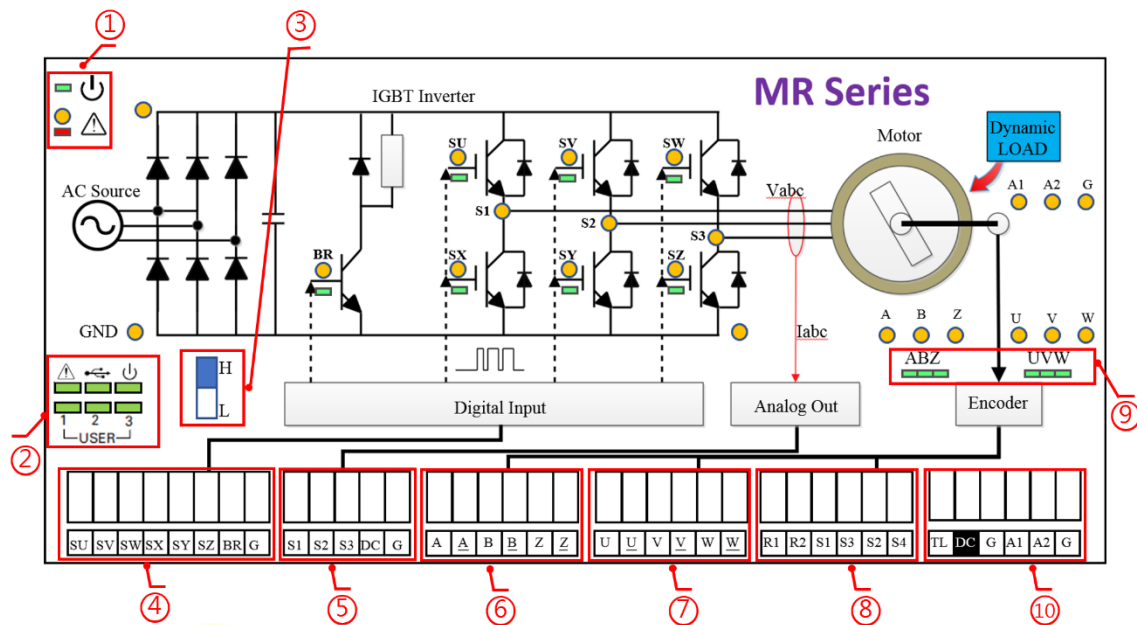 ① ③
MR Series
IGBT Inverter
Motor
Dynamic
LOAD
SU SV SW
A1 A2 G
AC Source
Vabc
S1
S2
S3
BR SX SY SZ
GND
Iabc
A B Z U V W
ABZ UVW
⑨
H
L
Digital Input
Analog Out
Encoder
1 2 3
USER
②
SU SV SW SX SY SZ BR G
S1 S2 S3 DC G
A A B B Z Z
U U V V W W
R1 R2 S1 S3 S2 S4
TL DC G A1 A2 G
④ ⑤ ⑥ ⑦ ⑧ ⑩